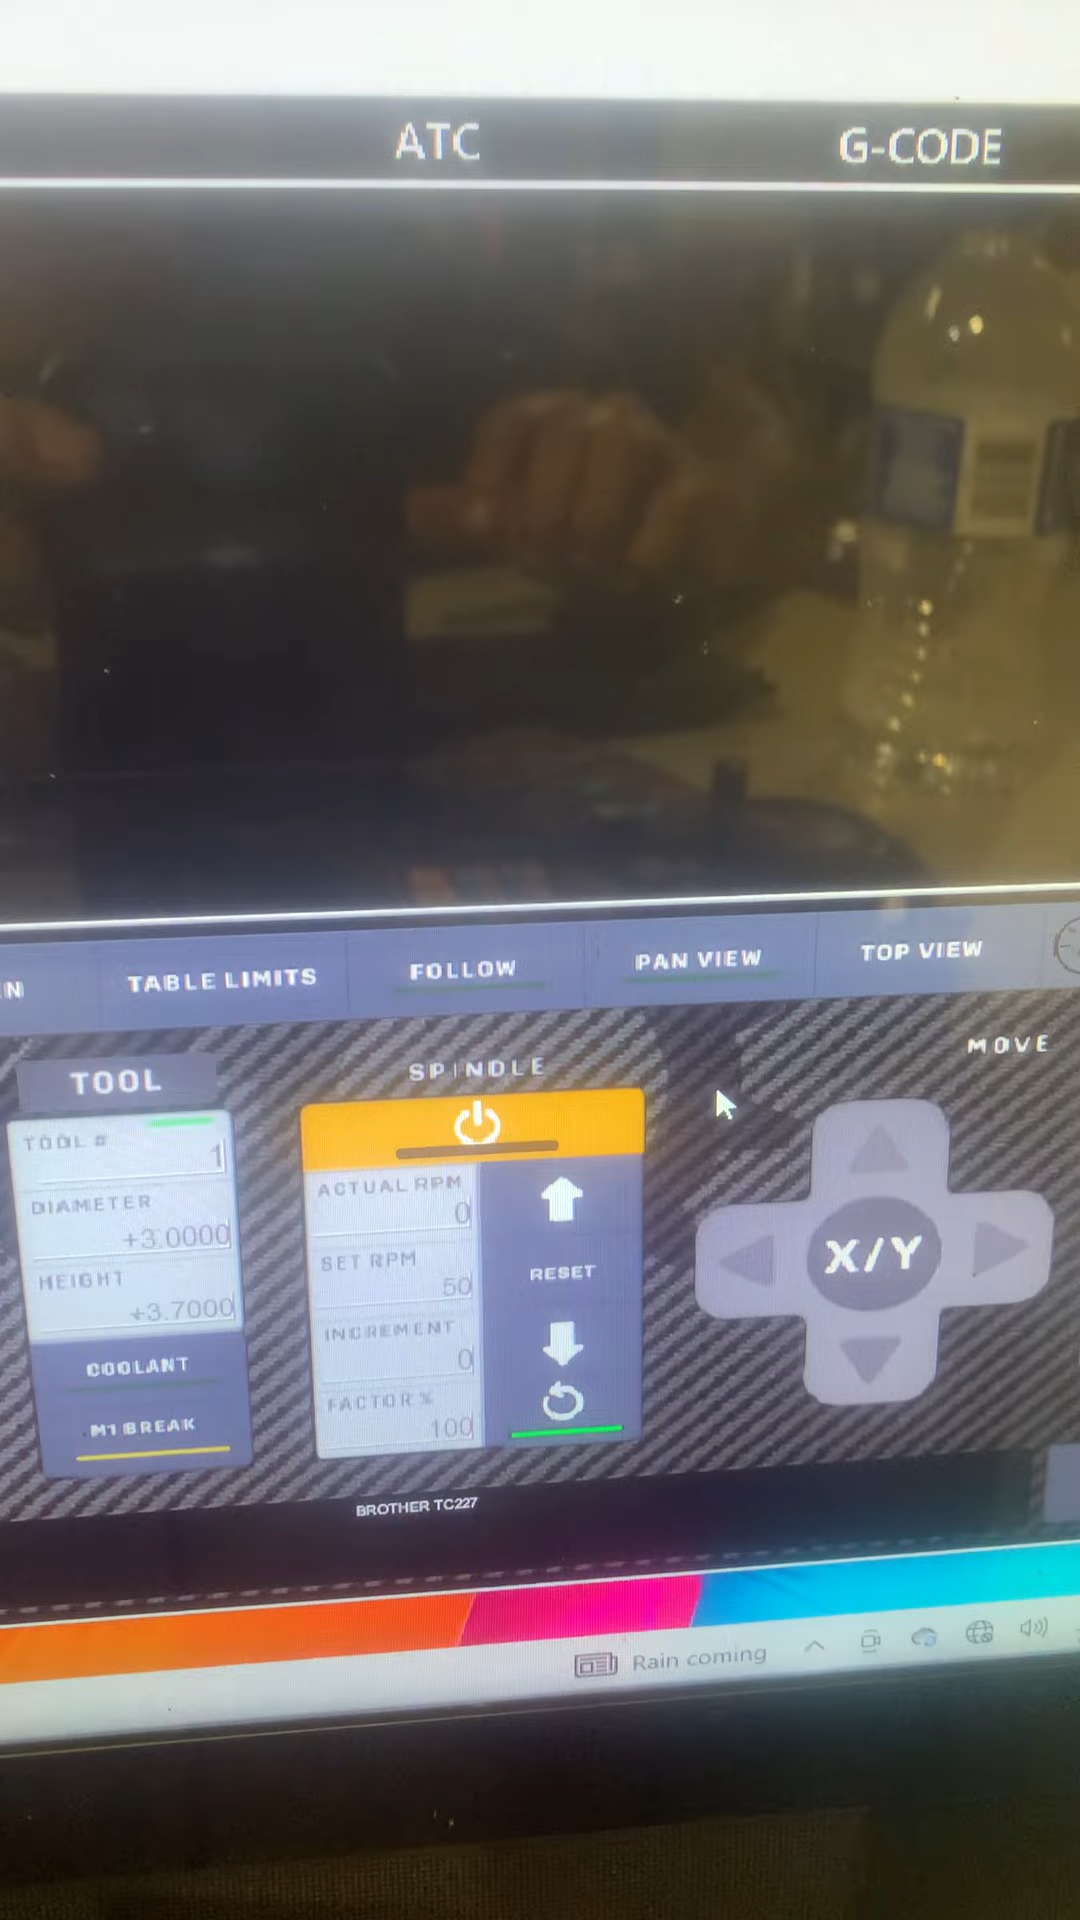 ATC G-CODE
N TABLE LIMITS FOLLOW PAN VIEW TOP VIEW
MOVE
SPINDLE
TOOL
TOOL # 1
DIAMETER
+3.0000
HEIGHT
+3.7000
COOLANT
M1 BREAK
ACTUAL RPM
0
SET RPM
50
INCREMENT
0
FACTOR %
100
RESET
X/Y
BROTHER TC227
Rain coming